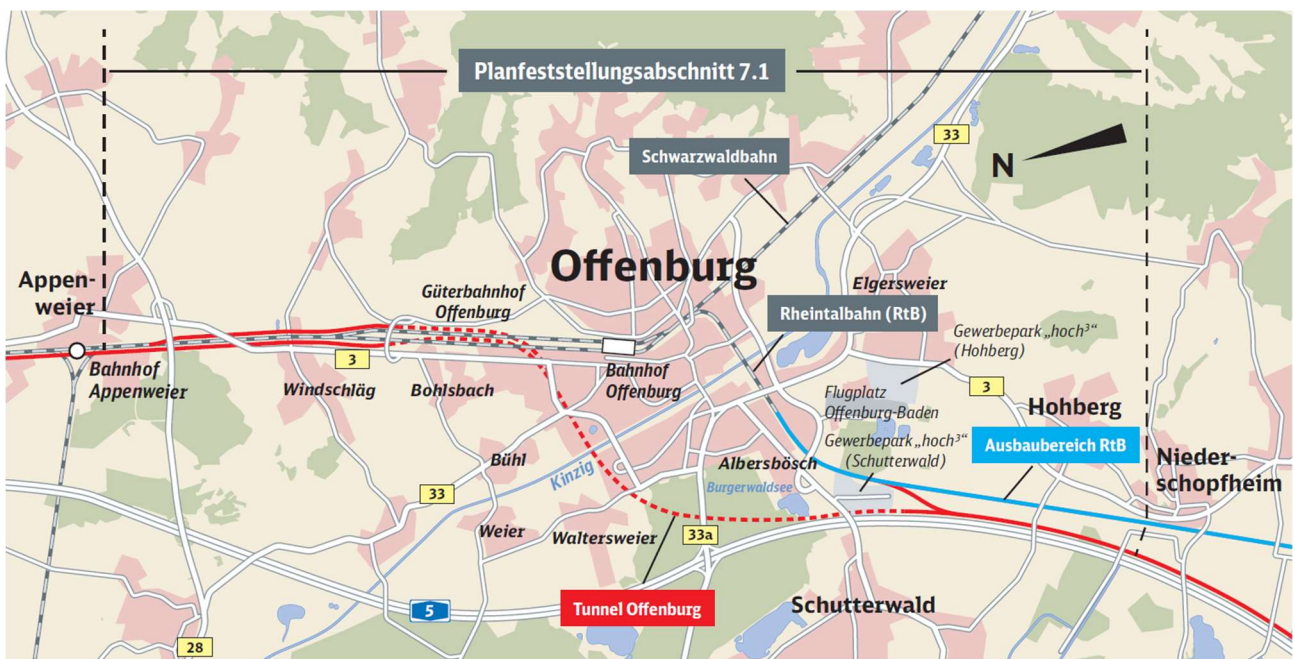 Planfeststellungsabschnitt 7.1
33
Schwarzwaldbahn
N
Offenburg
Appen-
weier
Güterbahnhof
Offenburg
Elgersweier
Rheintalbahn (RtB)
Gewerbepark „hoch³“
(Hohberg)
3
Bahnhof
Appenweier
Windschläg
Bohlsbach
Bahnhof
Offenburg
Flugplatz
Offenburg-Baden
3
Hohberg
Gewerbepark „hoch³“
(Schutterwald)
Ausbaubereich RtB
Nieder-
schopfheim
Bühl
Kinzig
Albersbösch
Burgerwaldsee
33
Weier
Waltersweier
33a
5
Tunnel Offenburg
Schutterwald
28